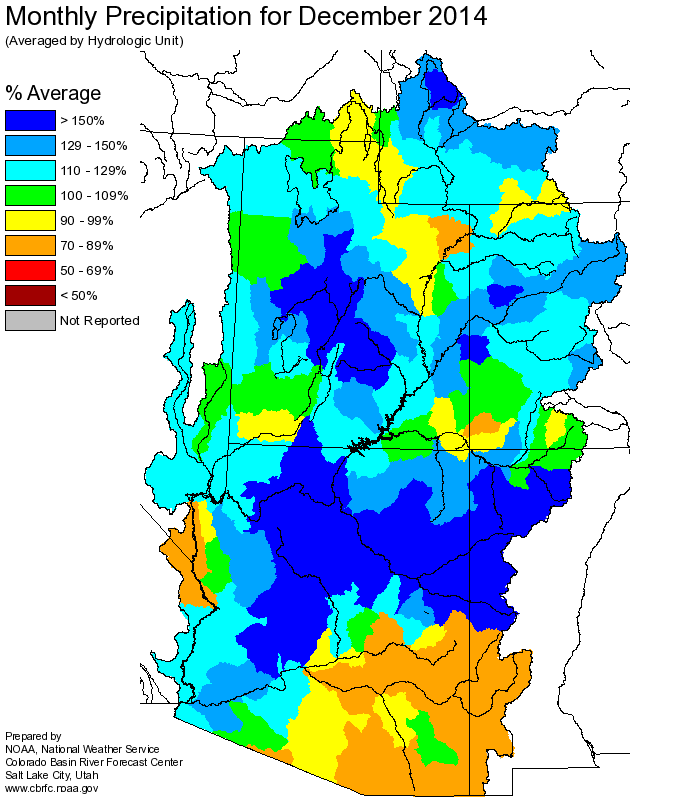 Monthly Precipitation for December 2014
(Averaged by Hydrologic Unit)
% Average
> 150%
129 - 150%
110 - 129%
100 - 109%
90 - 99%
70 - 89%
50 - 69%
< 50%
Not Reported
Prepared by
NOAA, National Weather Service
Colorado Basin River Forecast Center
Salt Lake City, Utah
www.cbrfc.noaa.gov